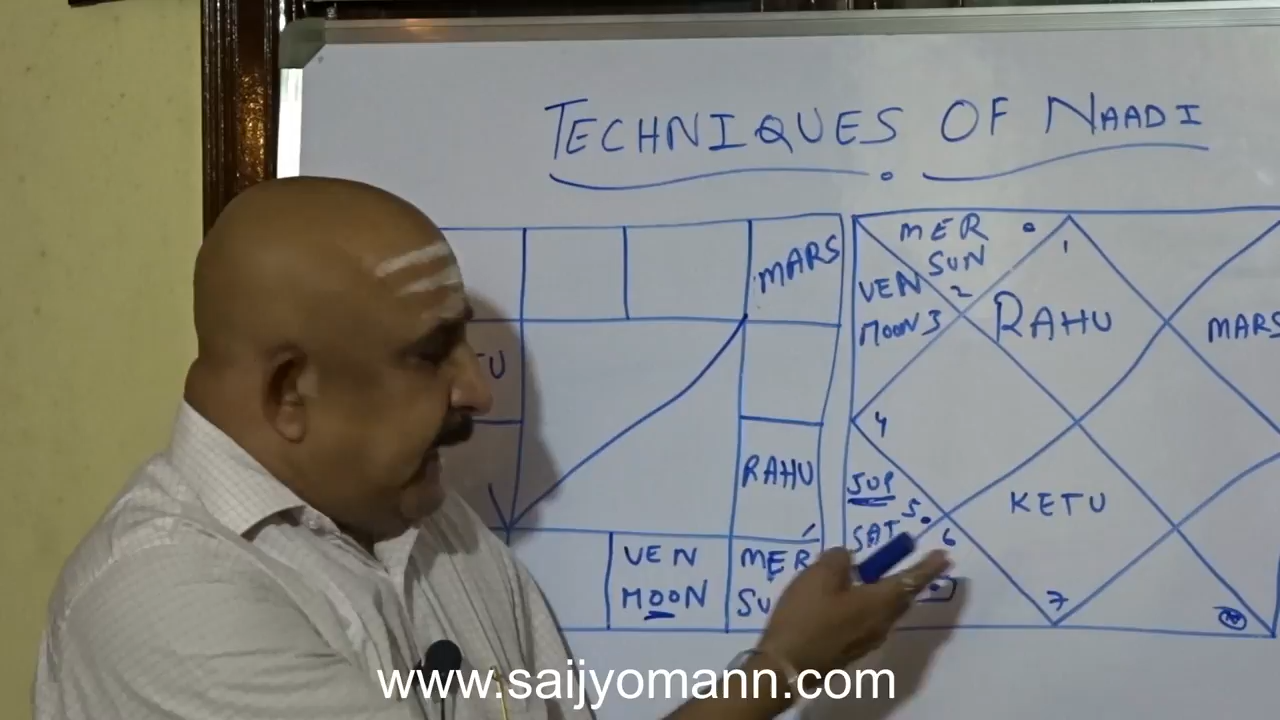 TECHNIQUES OF NAADI
MARS
TU
RAHU
VEN
MOON
MER
SU
MER
SUN
2
VEN
MOON 3
1
RAHU
MARS
4
JUP
SAT
5
6
KETU
7
www.saijyomann.com